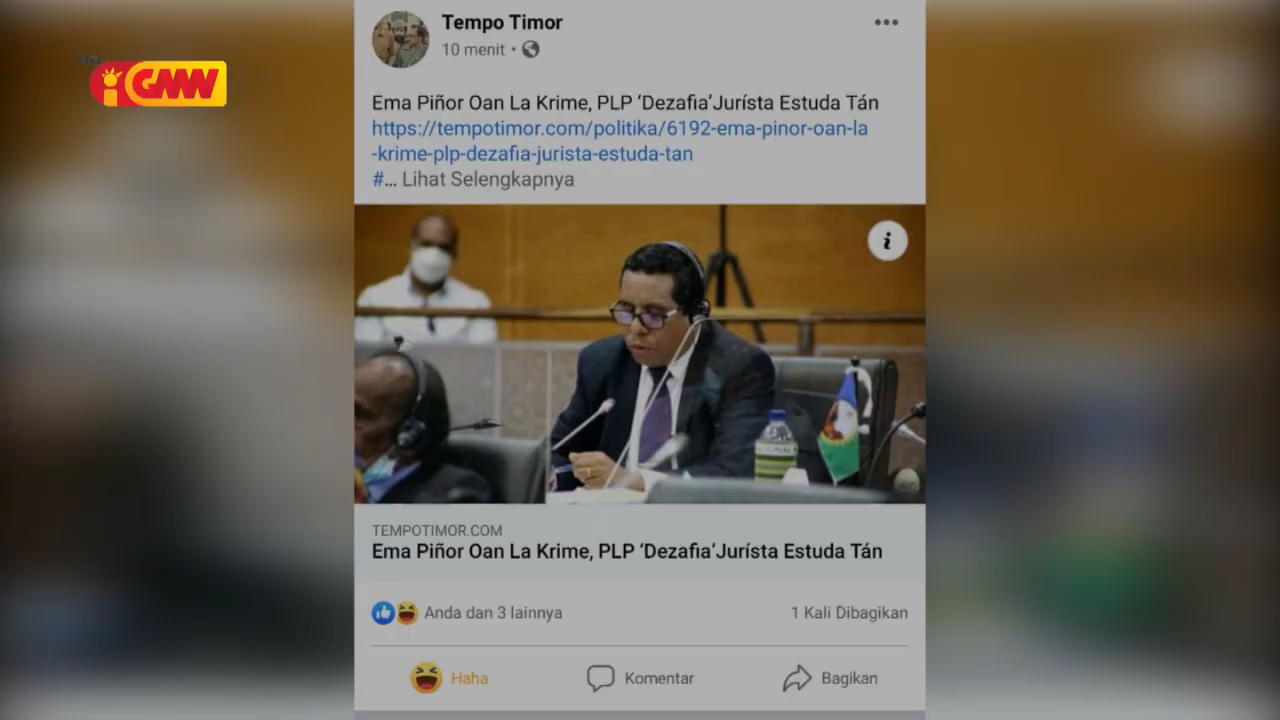 Tempo Timor
10 menit
GMW
Ema Piñor Oan La Krime, PLP ‘Dezafia’Jurísta Estuda Tán
https://tempotimor.com/politika/6192-ema-pinor-oan-la
-krime-plp-dezafia-jurista-estuda-tan
#... Lihat Selengkapnya
i
TEMPOTIMOR.COM
Ema Piñor Oan La Krime, PLP ‘Dezafia’Jurísta Estuda Tán
Anda dan 3 lainnya
1 Kali Dibagikan
Haha
Komentar
Bagikan